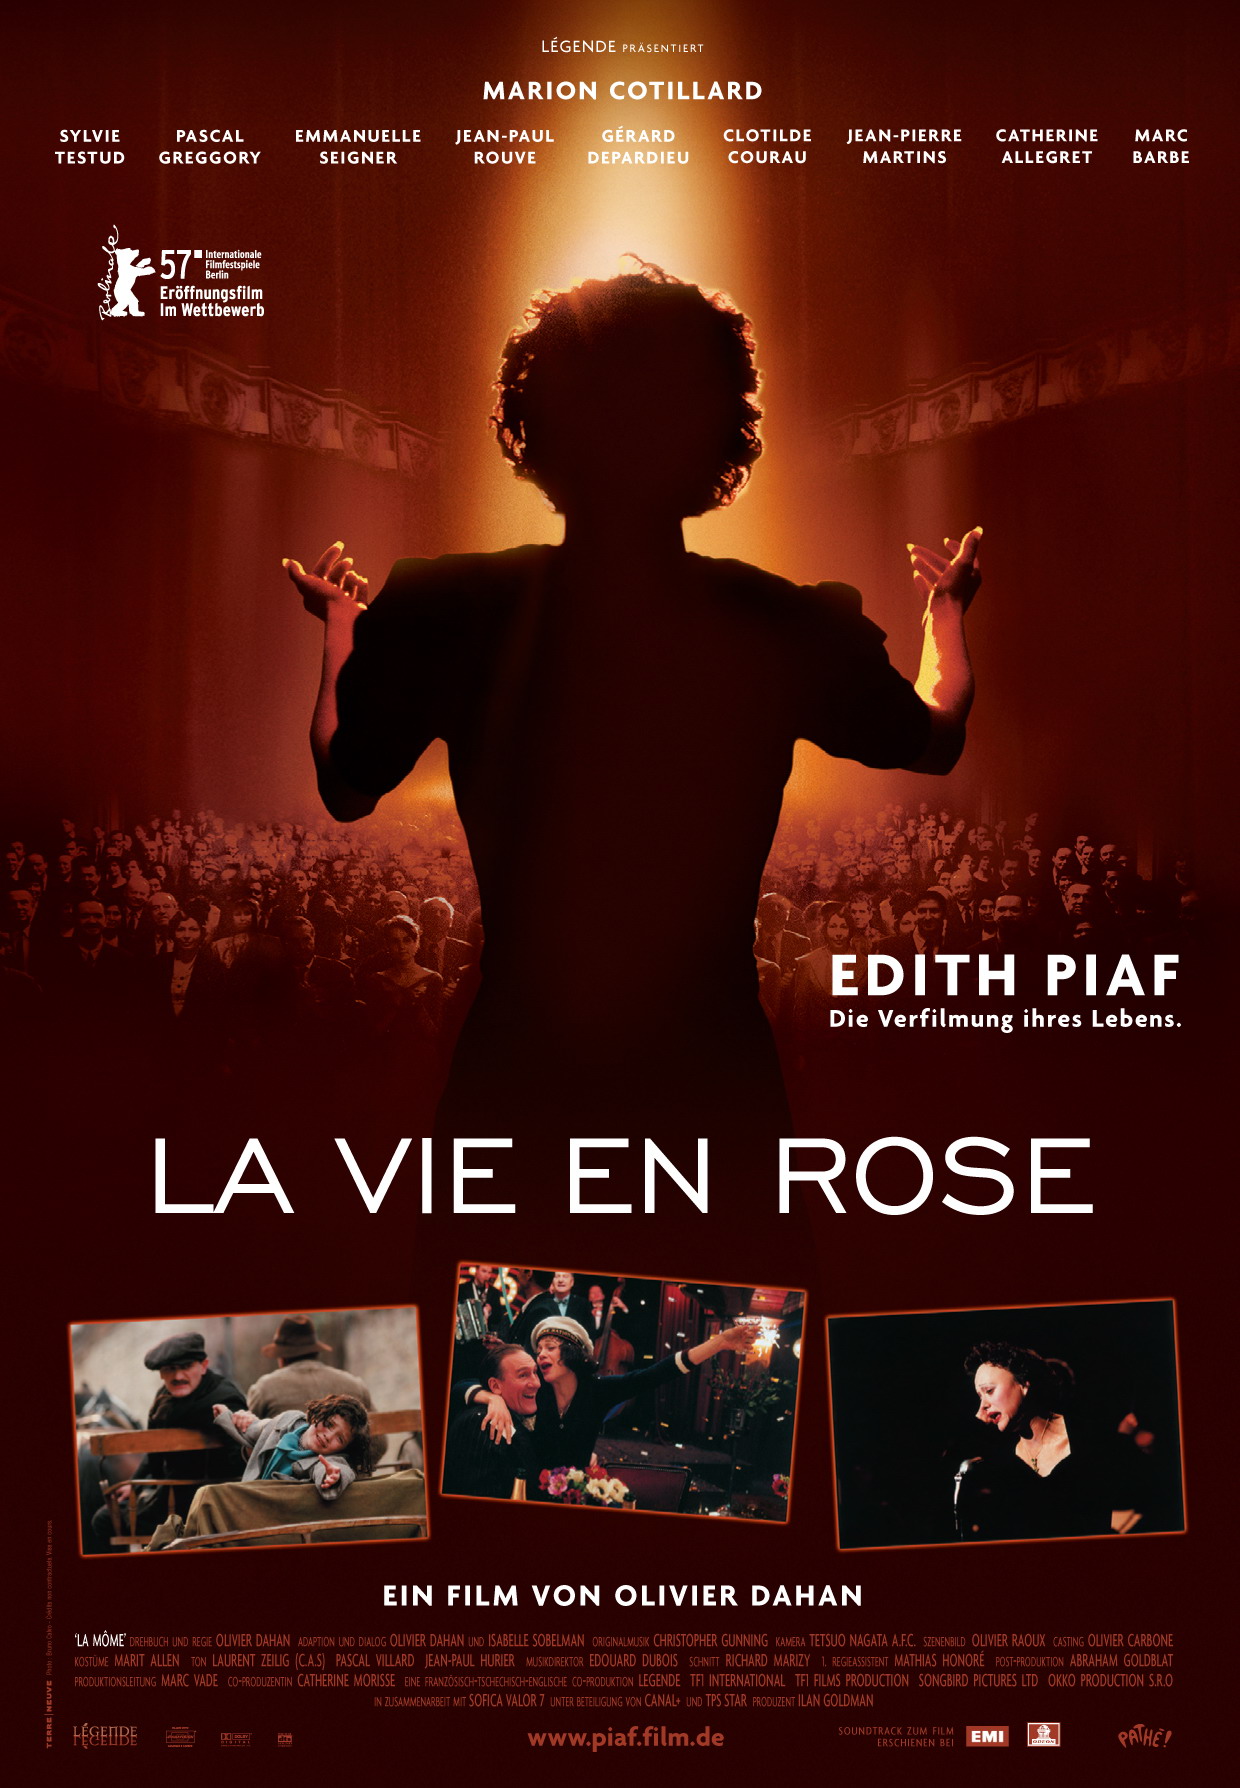 LÉGENDE PRÄSENTIERT
MARION COTILLARD
SYLVIE TESTUD
PASCAL GREGGORY
EMMANUELLE SEIGNER
JEAN-PAUL ROUVE
GÉRARD DEPARDIEU
CLOTILDE COURAU
JEAN-PIERRE MARTINS
CATHERINE ALLEGRET
MARC BARBE
Berlinale
57 Internationale
Filmfestspiele
Berlin
Eröffnungsfilm
Im Wettbewerb
EDITH PIAF
Die Verfilmung ihres Lebens.
LA VIE EN ROSE
EIN FILM VON OLIVIER DAHAN
'LA MÔME' DREHBUCH UND REGIE OLIVIER DAHAN ADAPTION UND DIALOG OLIVIER DAHAN UND ISABELLE SOBELMAN ORIGINALMUSIK CHRISTOPHER GUNNING KAMERA TETSUO NAGATA A.F.C. SZENENBILD OLIVIER RAOUX CASTING OLIVIER CARBONE
KOSTÜME MARIT ALLEN TON LAURENT ZEILIG (C.A.S) PASCAL VILLARD JEAN-PAUL HURIER MUSIKDIREKTOR EDOUARD DUBOIS SCHNITT RICHARD MARIZY 1. REGIEASSISTENT MATHIAS HONORÉ POST-PRODUKTION ABRAHAM GOLDBLAT
PRODUKTIONSLEITUNG MARC VADE CO-PRODUZENTIN CATHERINE MORISSE EINE FRANZÖSISCH-TSCHECHISCH-ENGLISCHE CO-PRODUKTION LEGENDE TF1 INTERNATIONAL TF1 FILMS PRODUCTION SONGBIRD PICTURES LTD OKKO PRODUCTION S.R.O
IN ZUSAMMENARBEIT MIT SOFICA VALOR 7 UNTER BETEILIGUNG VON CANAL+ UND TPS STAR PRODUZENT ILAN GOLDMAN
TERRE NEUVE
LÉGENDE
DOLBY
DIGITAL
www.piaf.film.de
SOUNDTRACK ZUM FILM
ERSCHIENEN BEI
EMI
ODEON
PATHÉ!